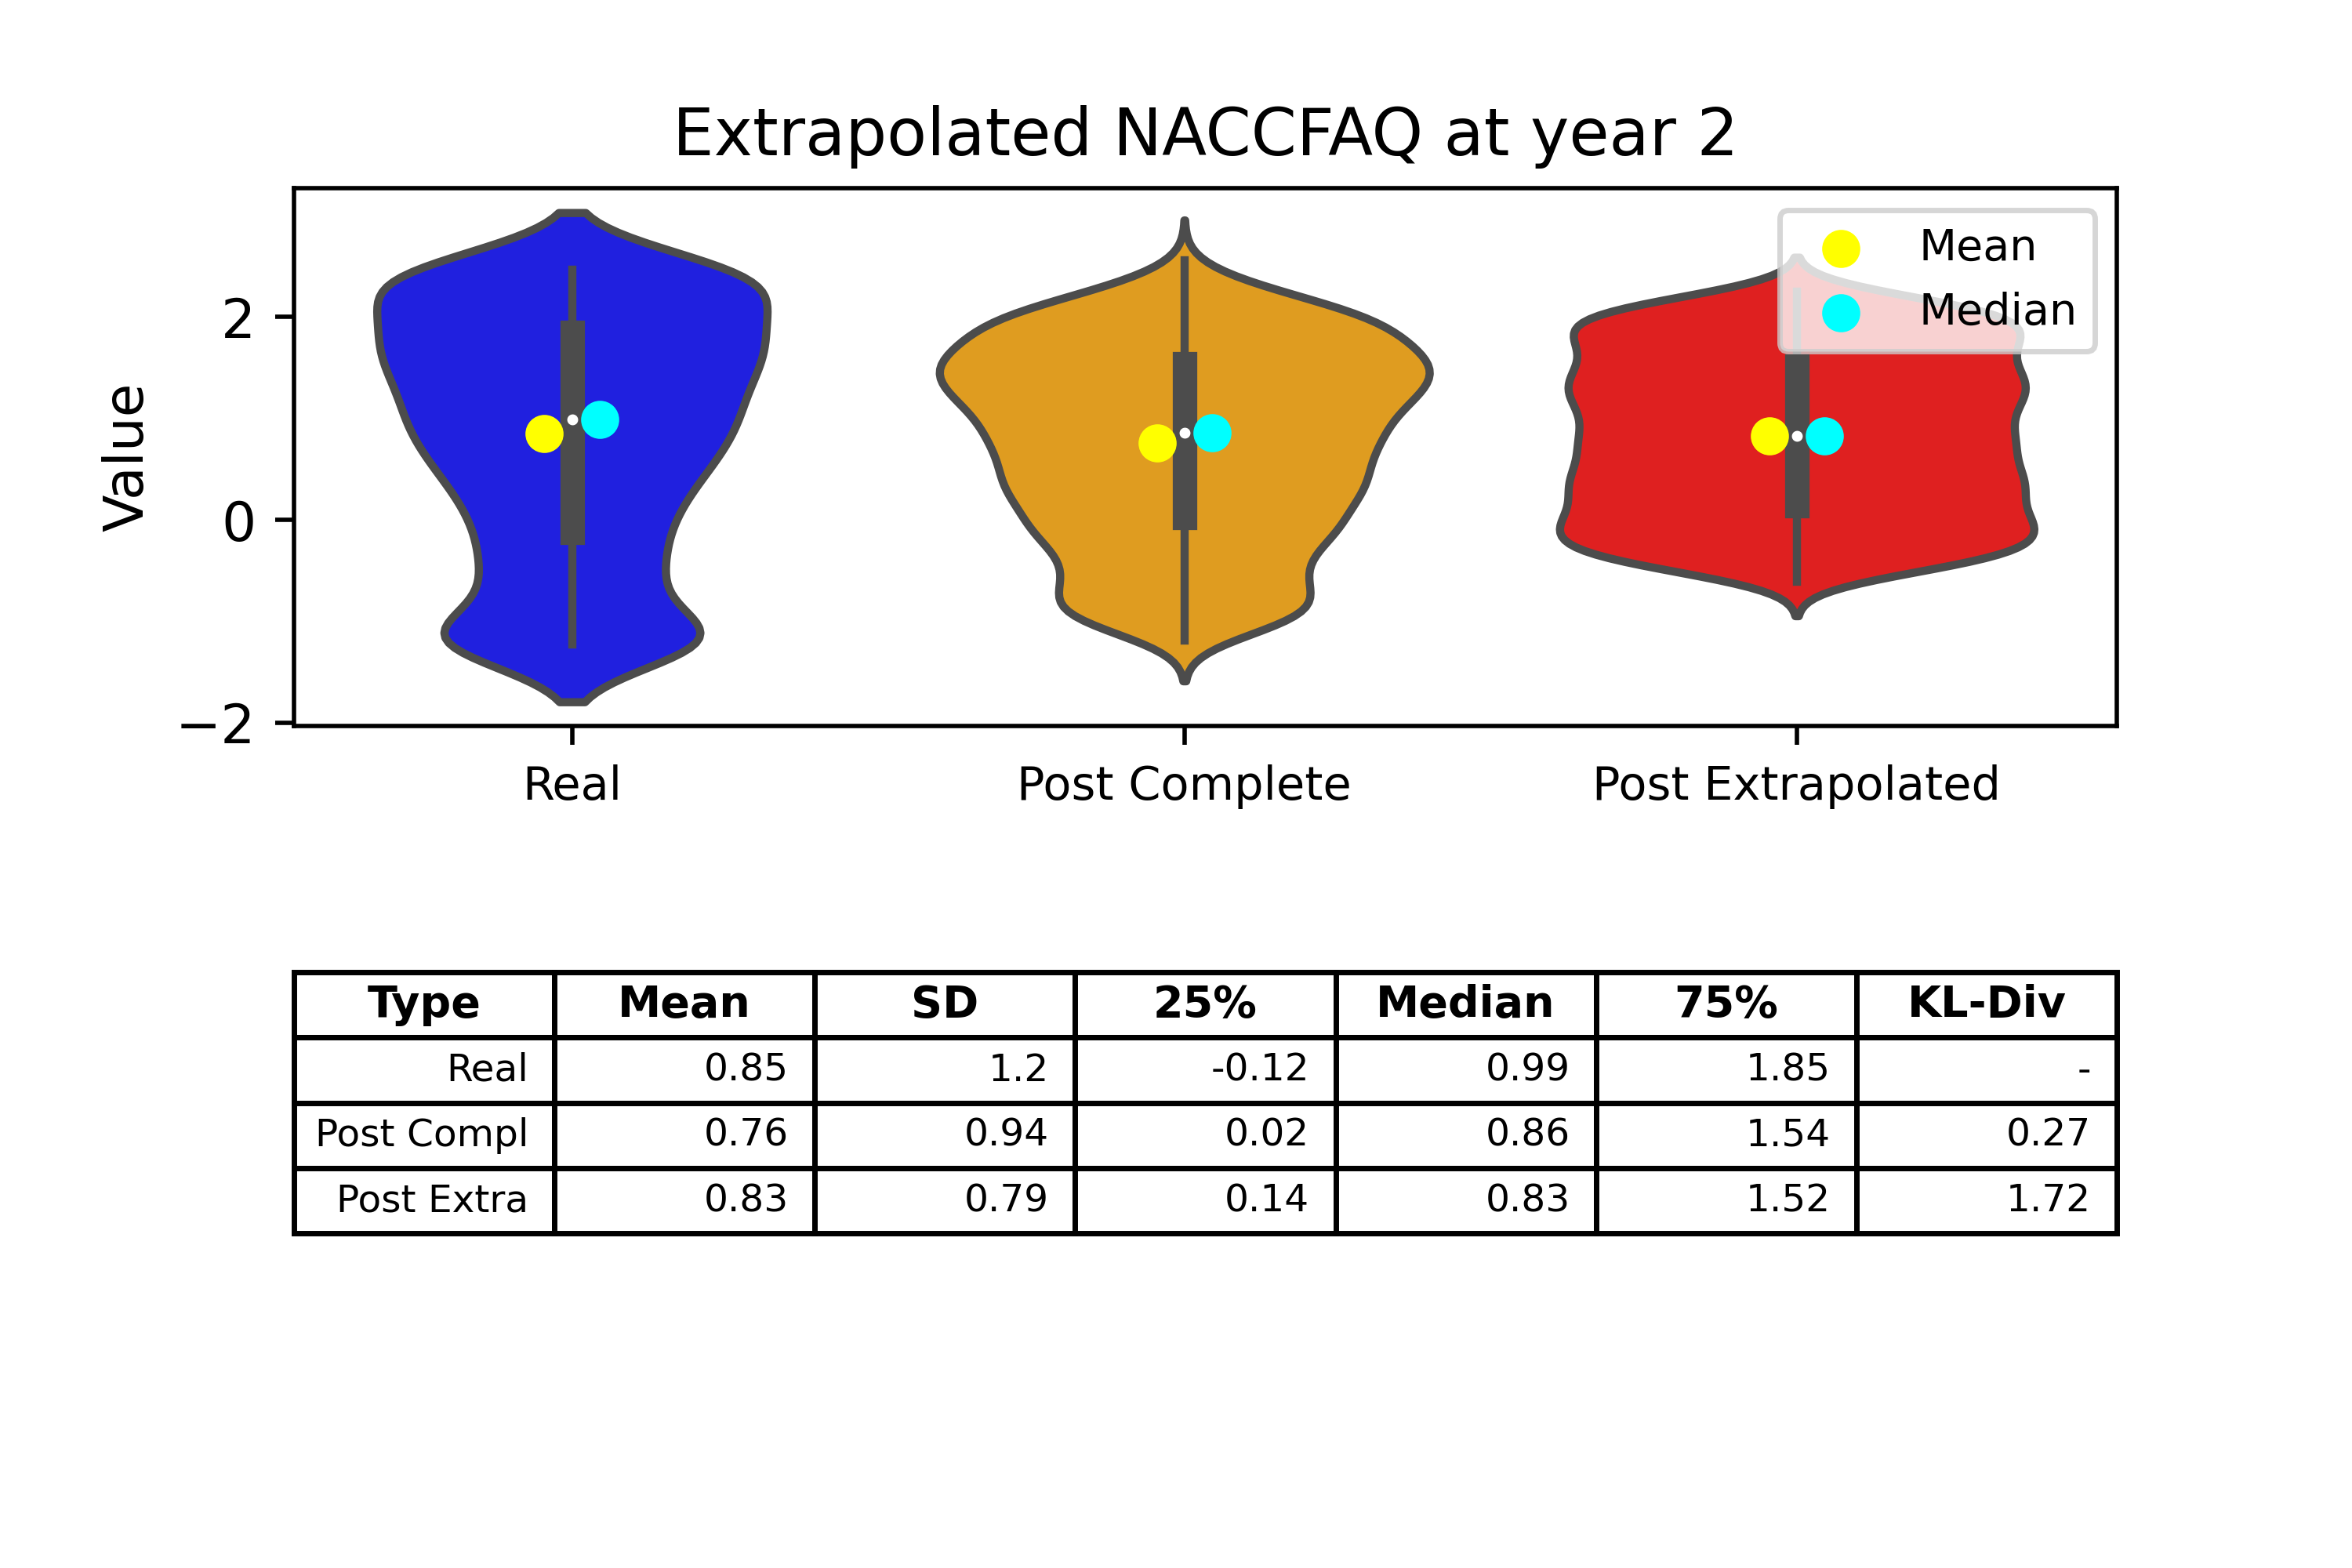 Extrapolated NACCFAQ at year 2
Mean
Median
2
0
−2
Value
Real Post Complete Post Extrapolated
Type Mean SD 25% Median 75% KL-Div
Real 0.85 1.2 -0.12 0.99 1.85 -
Post Compl 0.76 0.94 0.02 0.86 1.54 0.27
Post Extra 0.83 0.79 0.14 0.83 1.52 1.72